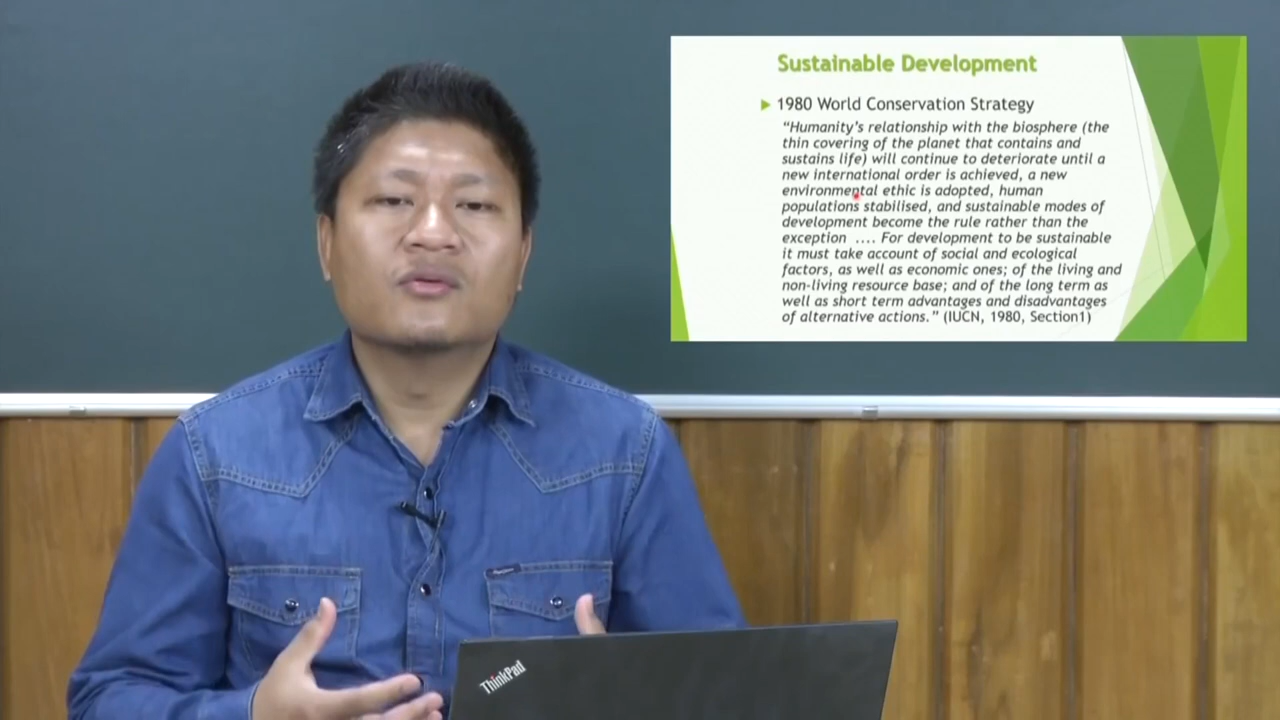 Sustainable Development
1980 World Conservation Strategy
“Humanity’s relationship with the biosphere (the
thin covering of the planet that contains and
sustains life) will continue to deteriorate until a
new international order is achieved, a new
environmental ethic is adopted, human
populations stabilised, and sustainable modes of
development become the rule rather than the
exception .... For development to be sustainable
it must take account of social and ecological
factors, as well as economic ones; of the living and
non-living resource base; and of the long term as
well as short term advantages and disadvantages
of alternative actions.” (IUCN, 1980, Section1)
ThinkPad